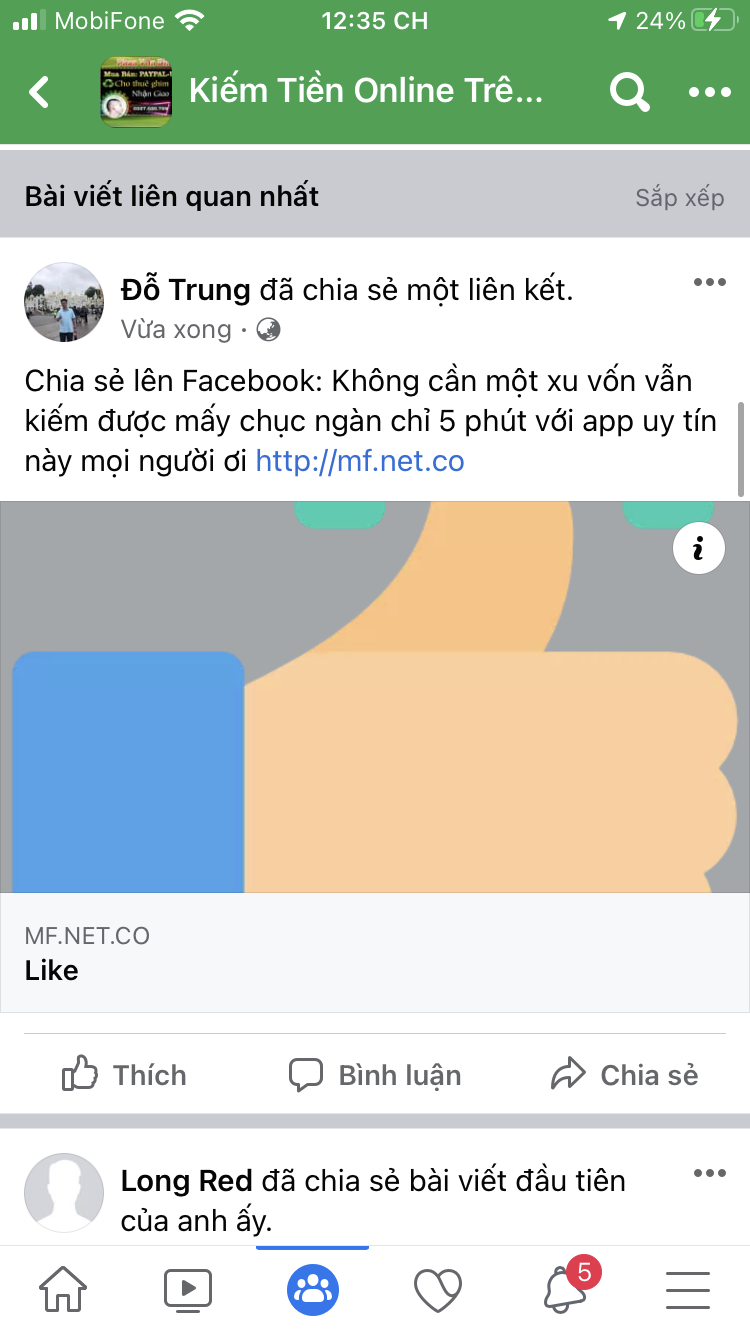 MobiFone 12:35 CH 24%
Mua Bán: PAYPAL-
Cho thuê ghim
Nhận Giao
Kiếm Tiền Online Trê...
Bài viết liên quan nhất Sắp xếp
Đỗ Trung đã chia sẻ một liên kết.
Vừa xong ·
Chia sẻ lên Facebook: Không cần một xu vốn vẫn
kiếm được mấy chục ngàn chỉ 5 phút với app uy tín
này mọi người ơi http://mf.net.co
i
MF.NET.CO
Like
Thích Bình luận Chia sẻ
Long Red đã chia sẻ bài viết đầu tiên
của anh ấy.
5